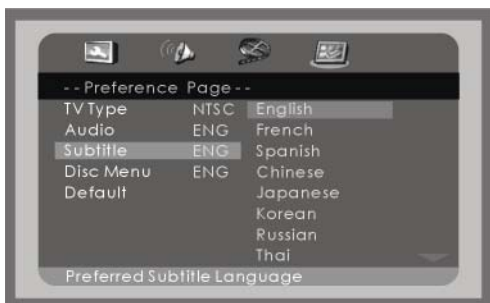 -- Preference Page --
TV Type NTSC English
Audio ENG French
Subtitle ENG Spanish
Disc Menu ENG Chinese
Default Japanese
Korean
Russian
Thai
Preferred Subtitle Language